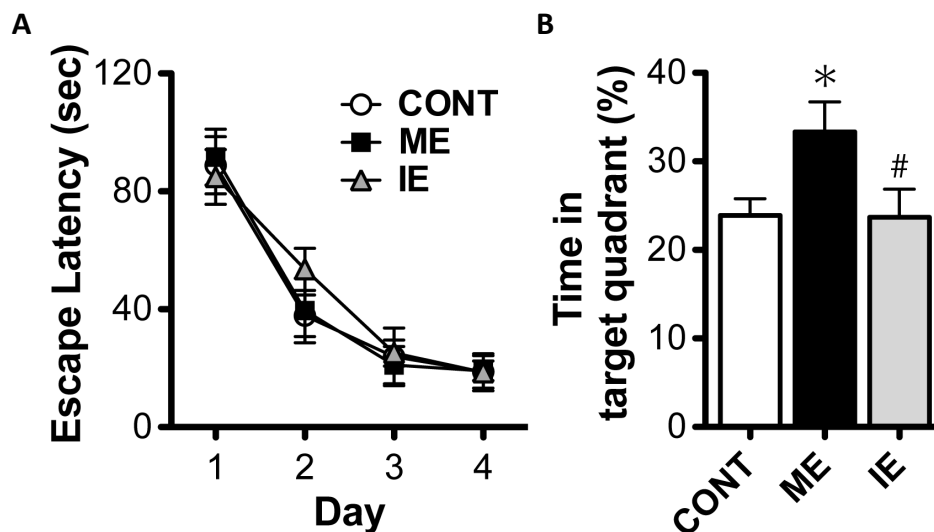 A
Escape Latency (sec)
120
80
40
0
CONT
ME
IE
1 2 3 4
Day
B
Time in
target quadrant (%)
40
30
20
10
0
*
#
CONT
ME
IE